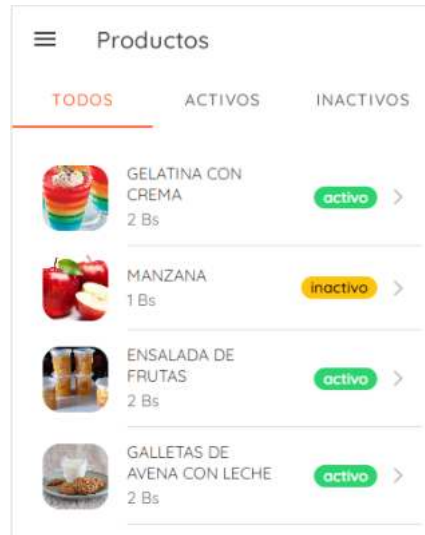 Productos
TODOS ACTIVOS INACTIVOS
GELATINA CON
CREMA
activo
2 Bs
MANZANA
inactivo
1 Bs
ENSALADA DE
FRUTAS
activo
2 Bs
GALLETAS DE
AVENA CON LECHE
activo
2 Bs